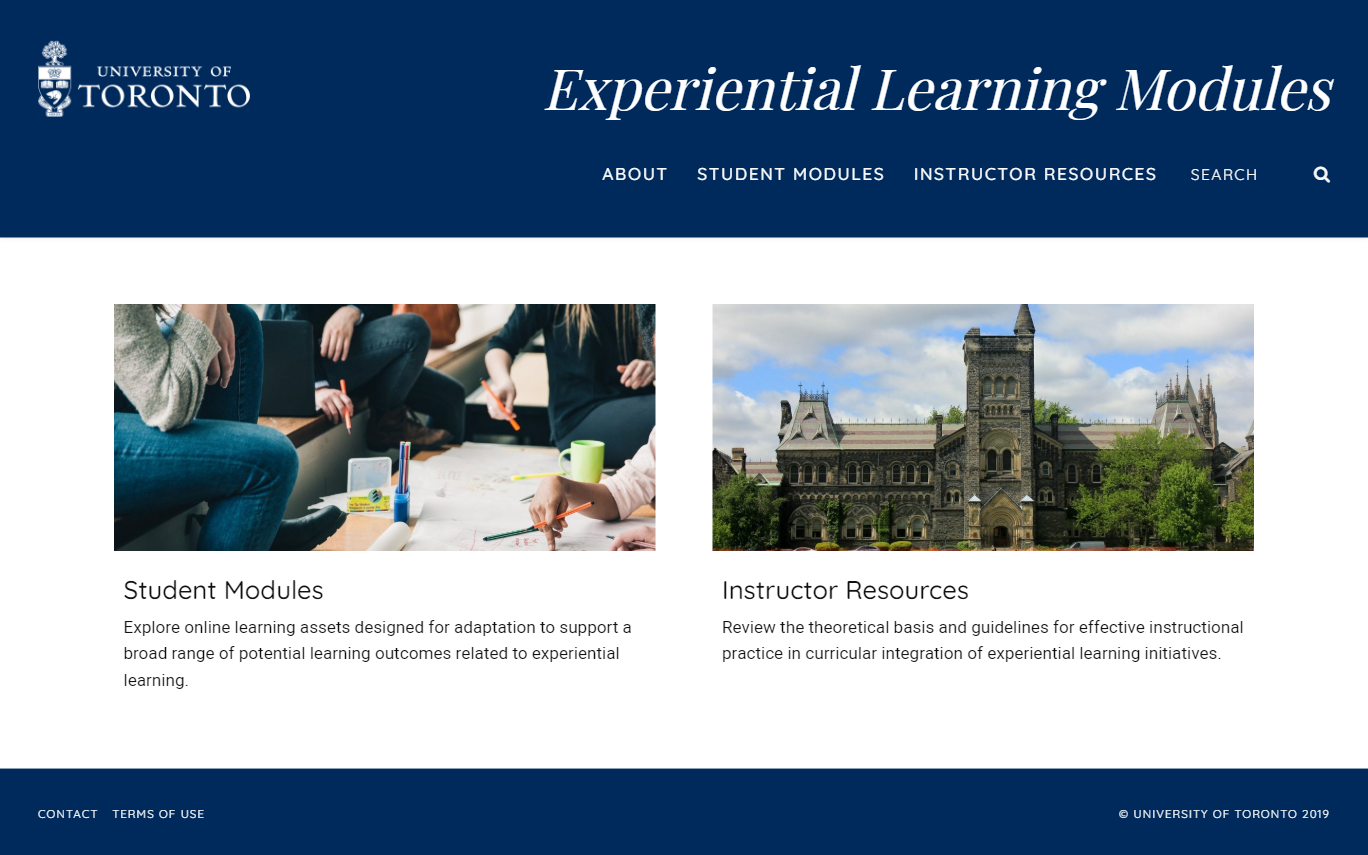 UNIVERSITY OF
TORONTO
Experiential Learning Modules
ABOUT STUDENT MODULES INSTRUCTOR RESOURCES SEARCH
Student Modules
Explore online learning assets designed for adaptation to support a
broad range of potential learning outcomes related to experiential
learning.
Instructor Resources
Review the theoretical basis and guidelines for effective instructional
practice in curricular integration of experiential learning initiatives.
CONTACT TERMS OF USE
© UNIVERSITY OF TORONTO 2019